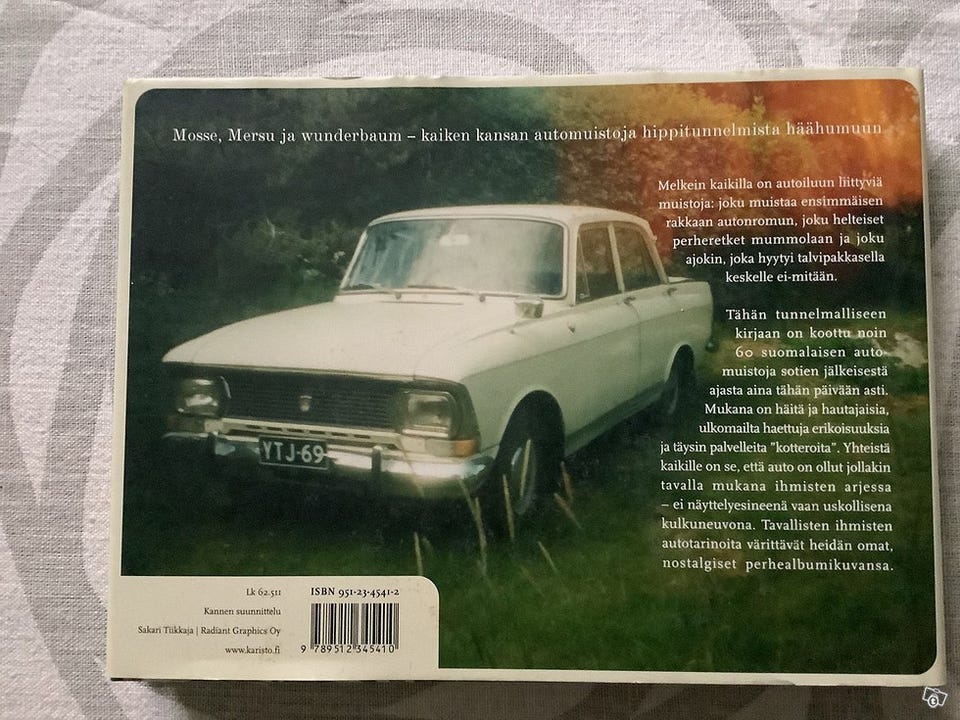 Mosse, Mersu ja wunderbaum – kaiken kansan automuistoja hippitunnelmista häähumuun
Melkein kaikilla on autoiluun liittyviä
muistoja: joku muistaa ensimmäisen
rakkaan autonromun, joku helteiset
perheretket mummolaan ja joku
ajokin, joka hyytyi talvipakkasella
keskelle ei-mitään.
Tähän tunnelmalliseen
kirjaan on koottu noin
60 suomalaisen auto-
muistoja sotien jälkeisestä
ajasta aina tähän päivään asti.
Mukana on häitä ja hautajaisia,
ulkomailta haettuja erikoisuuksia
ja täysin palvelleita "kotteroita". Yhteistä
kaikille on se, että auto on ollut jollakin
tavalla mukana ihmisten arjessa
– ei näyttelyesineenä vaan uskollisena
kulkuneuvona. Tavallisten ihmisten
autotarinoita värittävät heidän omat,
nostalgiset perhealbumikuvansa.
YTJ-69
Lk 62.511
Kannen suunnittelu
Sakari Tiikkaja | Radiant Graphics Oy
www.karisto.fi
ISBN 951-23-4541-2
9 789512 345410